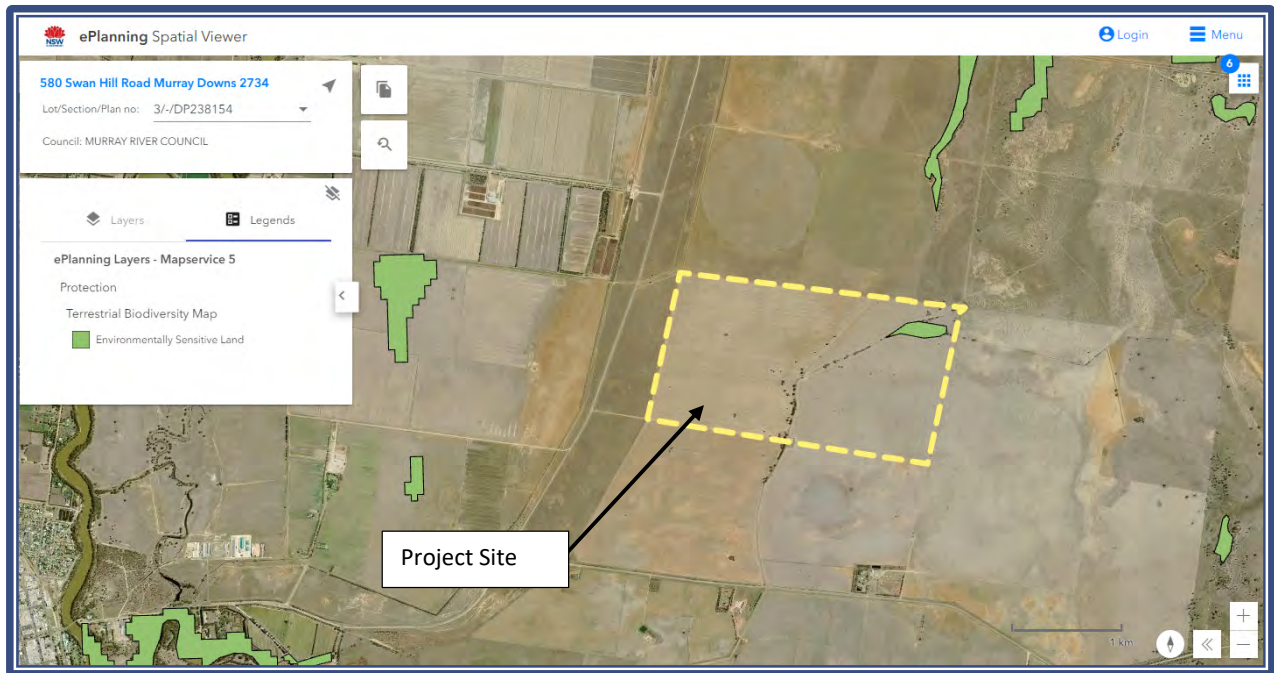 NSW
ePlanning Spatial Viewer
Login
Menu
580 Swan Hill Road Murray Downs 2734
Lot/Section/Plan no: 3/-/DP238154
Council: MURRAY RIVER COUNCIL
6
Layers
Legends
ePlanning Layers - Mapservice 5
Protection
Terrestrial Biodiversity Map
Environmentally Sensitive Land
Project Site
1 km